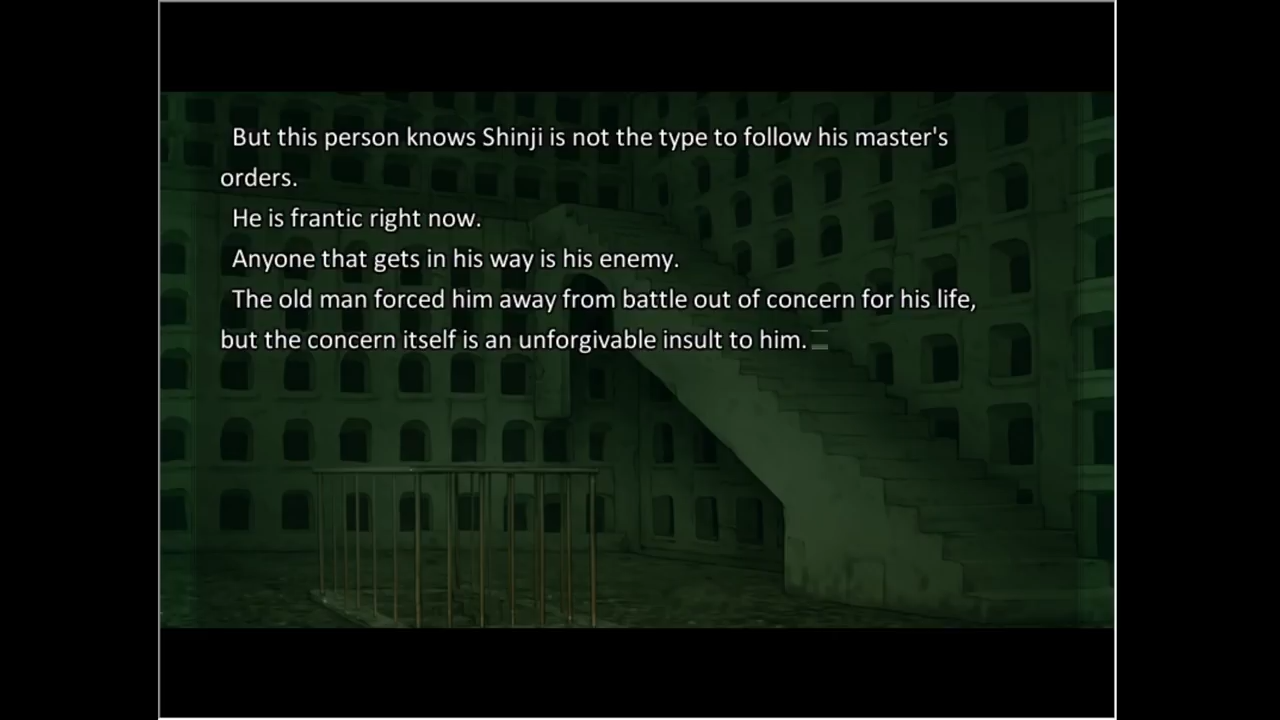 But this person knows Shinji is not the type to follow his master's
orders.
He is frantic right now.
Anyone that gets in his way is his enemy.
The old man forced him away from battle out of concern for his life,
but the concern itself is an unforgivable insult to him.